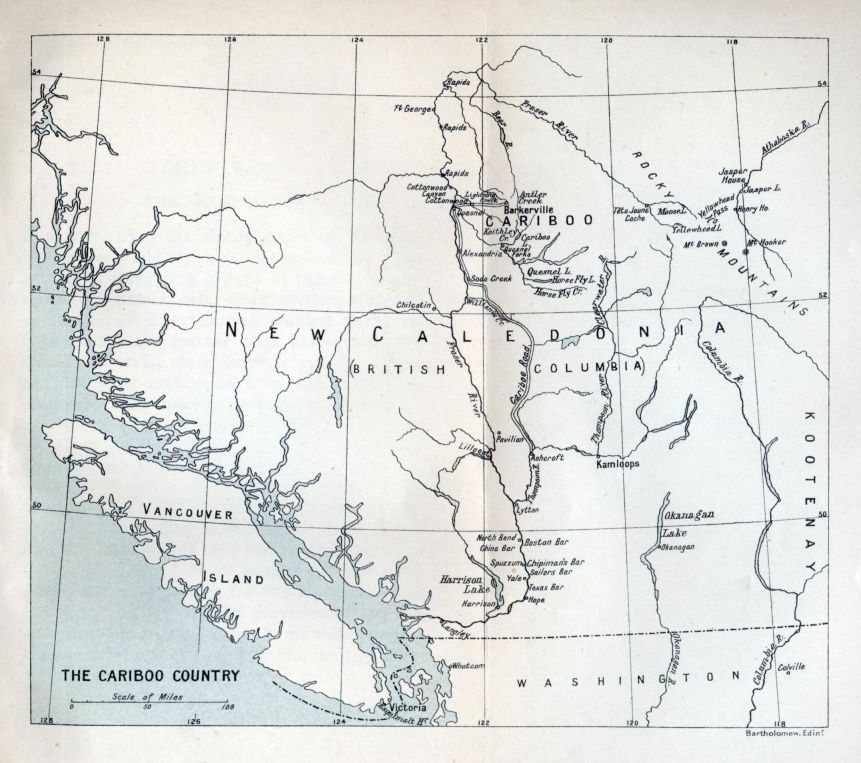 128
126
124
122
120
118
54
54
Rapids
Ft George
Fraser River
Bear R.
Rapids
Athabaska R.
ROCKY
MOUNTAINS
Rapids
Jasper House
Jasper L.
Cottonwood Canyon
Cottonwood
Lightning Creek
Antler Creek
Yellowhead Pass
Henry Ho.
Quesnel
Barkerville
Tête Jaune Cache
Moose L.
CARIBOO
Yellowhead L.
Keithley Cr.
Cariboo
Mt Brown
Mt Hooker
Quesnel Forks
Alexandria
Quesnel L.
Soda Creek
Horse Fly L.
Horse Fly Cr.
Clearwater R.
52
52
Chilcotin
Williams L.
NEW CALEDONIA
(BRITISH COLUMBIA)
Fraser River
Cariboo Road
Columbia R.
Thompson River
KOOTENAY
Pavilion
Lillooet
Ashcroft
Kamloops
Thompson R.
50
50
Lytton
VANCOUVER
ISLAND
Okanagan Lake
Okanagan
North Bend
Boston Bar
China Bar
Spuzzum
Chipman's Bar
Sailors Bar
Harrison Lake
Yale
Texas Bar
Harrison
Hope
Langley
Okanagan R.
Columbia R.
Whatcom
WASHINGTON
Colville
THE CARIBOO COUNTRY
Scale of Miles
0 50 100
Victoria
Esquimalt Hr
128
126
124
122
120
118
Bartholomew, Edinr.